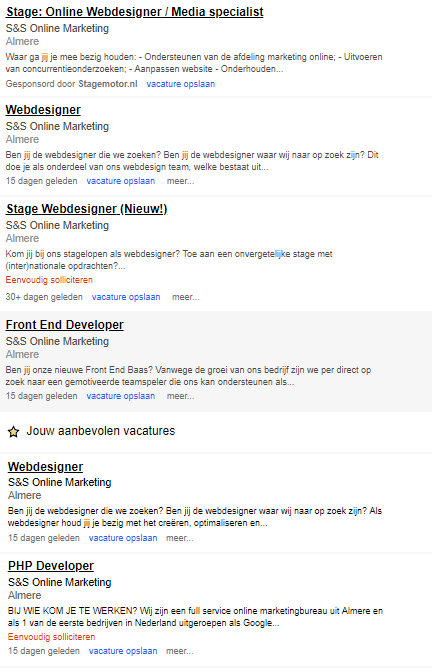 Stage: Online Webdesigner / Media specialist
S&S Online Marketing
Almere
Waar ga jij je mee bezig houden: - Ondersteunen van de afdeling marketing online; - Uitvoeren
van concurrentieonderzoeken; - Aanpassen website - Onderhouden...
Gesponsord door Stagemotor.nl vacature opslaan
Webdesigner
S&S Online Marketing
Almere
Ben jij de webdesigner die we zoeken? Ben jij de webdesigner waar wij naar op zoek zijn? Dit
doe je als onderdeel van ons webdesign team, welke bestaat uit...
15 dagen geleden vacature opslaan meer...
Stage Webdesigner (Nieuw!)
S&S Online Marketing
Almere
Kom jij bij ons stagelopen als webdesigner? Toe aan een onvergetelijke stage met
(inter)nationale opdrachten?...
Eenvoudig solliciteren
30+ dagen geleden vacature opslaan meer...
Front End Developer
S&S Online Marketing
Almere
Ben jij onze nieuwe Front End Baas? Vanwege de groei van ons bedrijf zijn we per direct op
zoek naar een gemotiveerde teamspeler die ons kan ondersteunen als...
15 dagen geleden vacature opslaan meer...
Jouw aanbevolen vacatures
Webdesigner
S&S Online Marketing
Almere
Ben jij de webdesigner die we zoeken? Ben jij de webdesigner waar wij naar op zoek zijn? Als
webdesigner houd jij je bezig met het creëren, optimaliseren en...
15 dagen geleden vacature opslaan meer...
PHP Developer
S&S Online Marketing
Almere
BIJ WIE KOM JE TE WERKEN? Wij zijn een full service online marketingbureau uit Almere en
als 1 van de eerste bedrijven in Nederland uitgeroepen als Google...
Eenvoudig solliciteren
15 dagen geleden vacature opslaan meer...